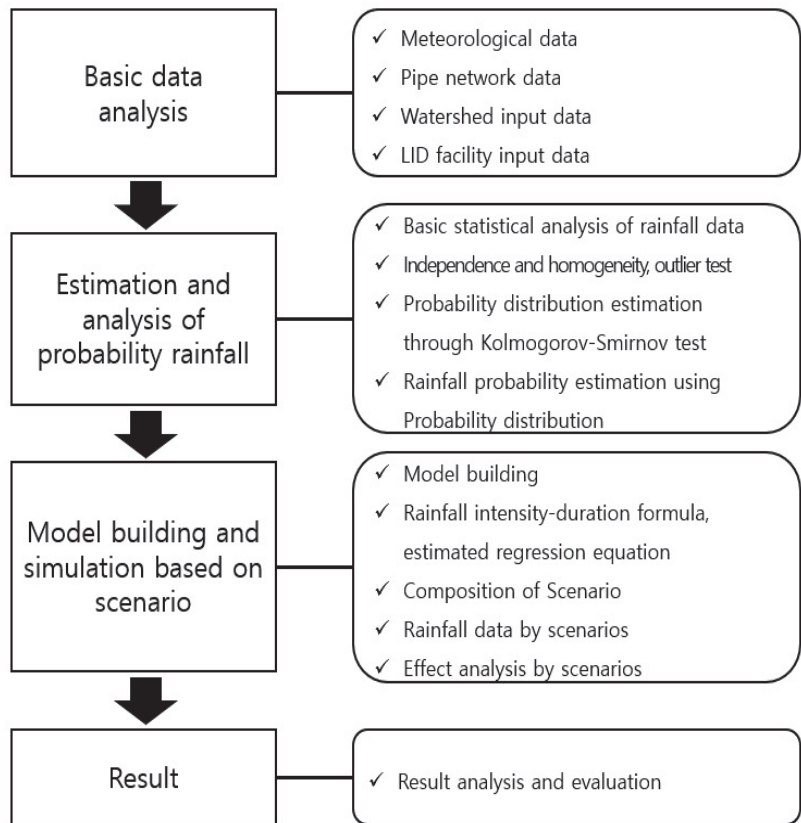 Basic data
analysis
✓ Meteorological data
✓ Pipe network data
✓ Watershed input data
✓ LID facility input data
Estimation and
analysis of
probability rainfall
✓ Basic statistical analysis of rainfall data
✓ Independence and homogeneity, outlier test
✓ Probability distribution estimation
through Kolmogorov-Smirnov test
✓ Rainfall probability estimation using
Probability distribution
Model building and
simulation based on
scenario
✓ Model building
✓ Rainfall intensity-duration formula,
estimated regression equation
✓ Composition of Scenario
✓ Rainfall data by scenarios
✓ Effect analysis by scenarios
Result
✓ Result analysis and evaluation